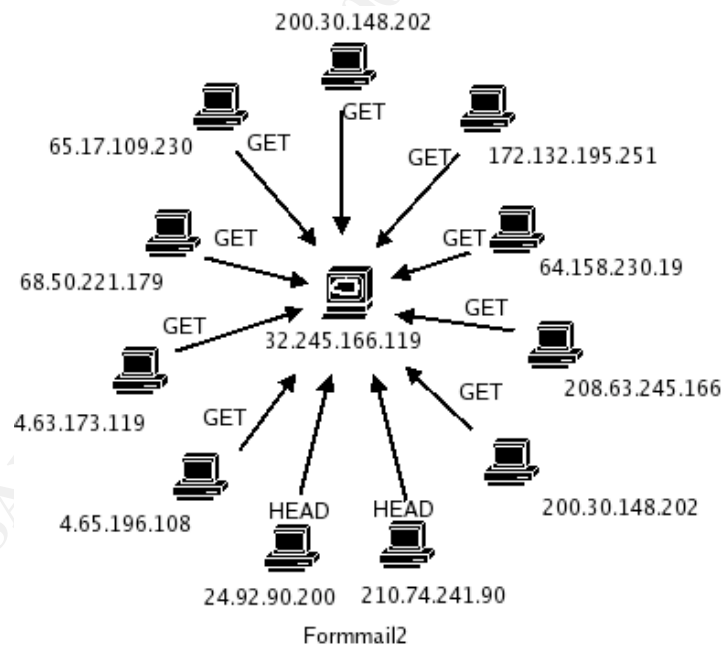 200.30.148.202
GET
65.17.109.230
GET
GET
172.132.195.251
GET
68.50.221.179
GET
64.158.230.19
GET
32.245.166.119
4.63.173.119
208.63.245.166
GET
GET
4.65.196.108
200.30.148.202
HEAD
HEAD
24.92.90.200
210.74.241.90
Formmail2